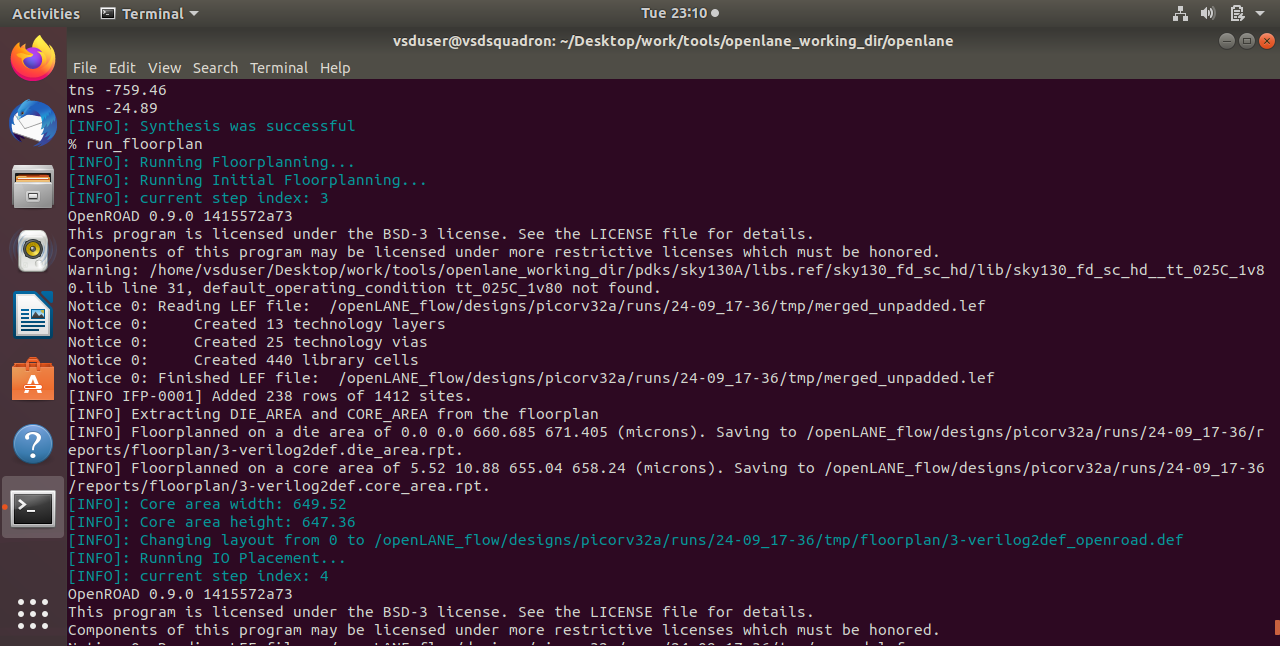 Activities Terminal Tue 23:10
vsduser@vsdsquadron: ~/Desktop/work/tools/openlane_working_dir/openlane
File Edit View Search Terminal Help
tns -759.46
wns -24.89
[INFO]: Synthesis was successful
% run_floorplan
[INFO]: Running Floorplanning...
[INFO]: Running Initial Floorplanning...
[INFO]: current step index: 3
OpenROAD 0.9.0 1415572a73
This program is licensed under the BSD-3 license. See the LICENSE file for details.
Components of this program may be licensed under more restrictive licenses which must be honored.
Warning: /home/vsduser/Desktop/work/tools/openlane_working_dir/pdks/sky130A/libs.ref/sky130_fd_sc_hd/lib/sky130_fd_sc_hd__tt_025C_1v8
0.lib line 31, default_operating_condition tt_025C_1v80 not found.
Notice 0: Reading LEF file:  /openLANE_flow/designs/picorv32a/runs/24-09_17-36/tmp/merged_unpadded.lef
Notice 0:     Created 13 technology layers
Notice 0:     Created 25 technology vias
Notice 0:     Created 440 library cells
Notice 0: Finished LEF file:  /openLANE_flow/designs/picorv32a/runs/24-09_17-36/tmp/merged_unpadded.lef
[INFO IFP-0001] Added 238 rows of 1412 sites.
[INFO] Extracting DIE_AREA and CORE_AREA from the floorplan
[INFO] Floorplanned on a die area of 0.0 0.0 660.685 671.405 (microns). Saving to /openLANE_flow/designs/picorv32a/runs/24-09_17-36/r
eports/floorplan/3-verilog2def.die_area.rpt.
[INFO] Floorplanned on a core area of 5.52 10.88 655.04 658.24 (microns). Saving to /openLANE_flow/designs/picorv32a/runs/24-09_17-36
/reports/floorplan/3-verilog2def.core_area.rpt.
[INFO]: Core area width: 649.52
[INFO]: Core area height: 647.36
[INFO]: Changing layout from 0 to /openLANE_flow/designs/picorv32a/runs/24-09_17-36/tmp/floorplan/3-verilog2def_openroad.def
[INFO]: Running IO Placement...
[INFO]: current step index: 4
OpenROAD 0.9.0 1415572a73
This program is licensed under the BSD-3 license. See the LICENSE file for details.
Components of this program may be licensed under more restrictive licenses which must be honored.